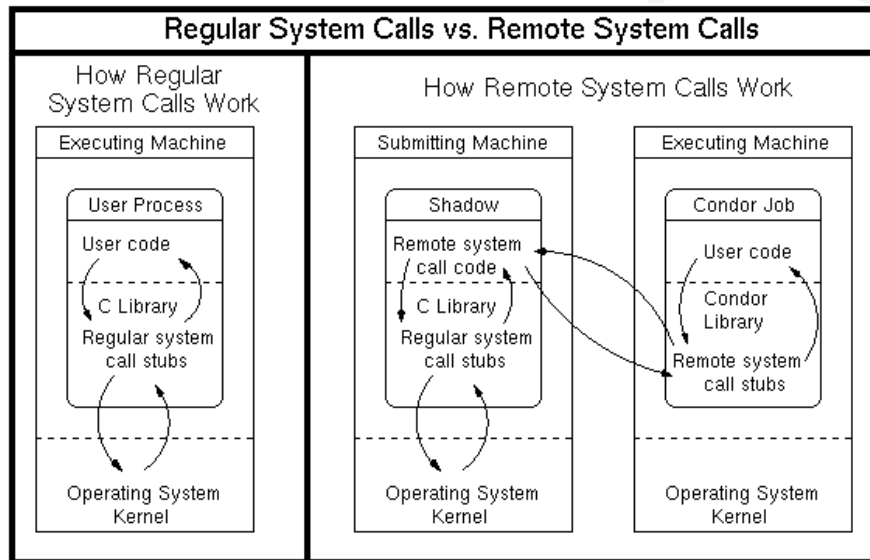 Regular System Calls vs. Remote System Calls
How Regular
System Calls Work
Executing Machine
User Process
User code
C Library
Regular system
call stubs
Operating System
Kernel
How Remote System Calls Work
Submitting Machine
Shadow
Remote system
call code
C Library
Regular system
call stubs
Operating System
Kernel
Executing Machine
Condor Job
User code
Condor
Library
Remote system
call stubs
Operating System
Kernel